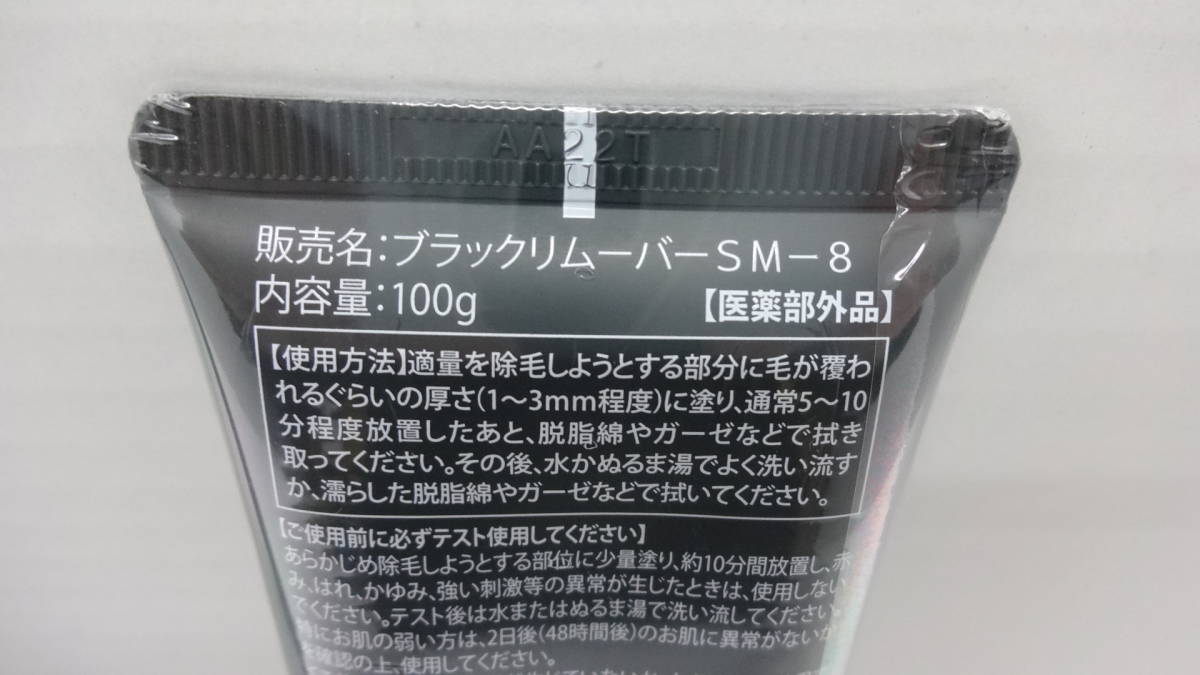 AA22T
販売名：ブラックリムーバーＳＭ－８
内容量：100g
【医薬部外品】
【使用方法】適量を除毛しようとする部分に毛が覆わ
れるぐらいの厚さ(1～3mm程度)に塗り、通常5～10
分程度放置したあと、脱脂綿やガーゼなどで拭き
取ってください。その後、水かぬるま湯でよく洗い流す
か、濡らした脱脂綿やガーゼなどで拭いてください。
【ご使用前に必ずテスト使用してください】
あらかじめ除毛しようとする部位に少量塗り、約10分間放置し、赤
み、はれ、かゆみ、強い刺激等の異常が生じたときは、使用しない
でください。テスト後は水またはぬるま湯で洗い流してください。
特にお肌の弱い方は、2日後(48時間後)のお肌に異常がないか
を確認の上、使用してください。